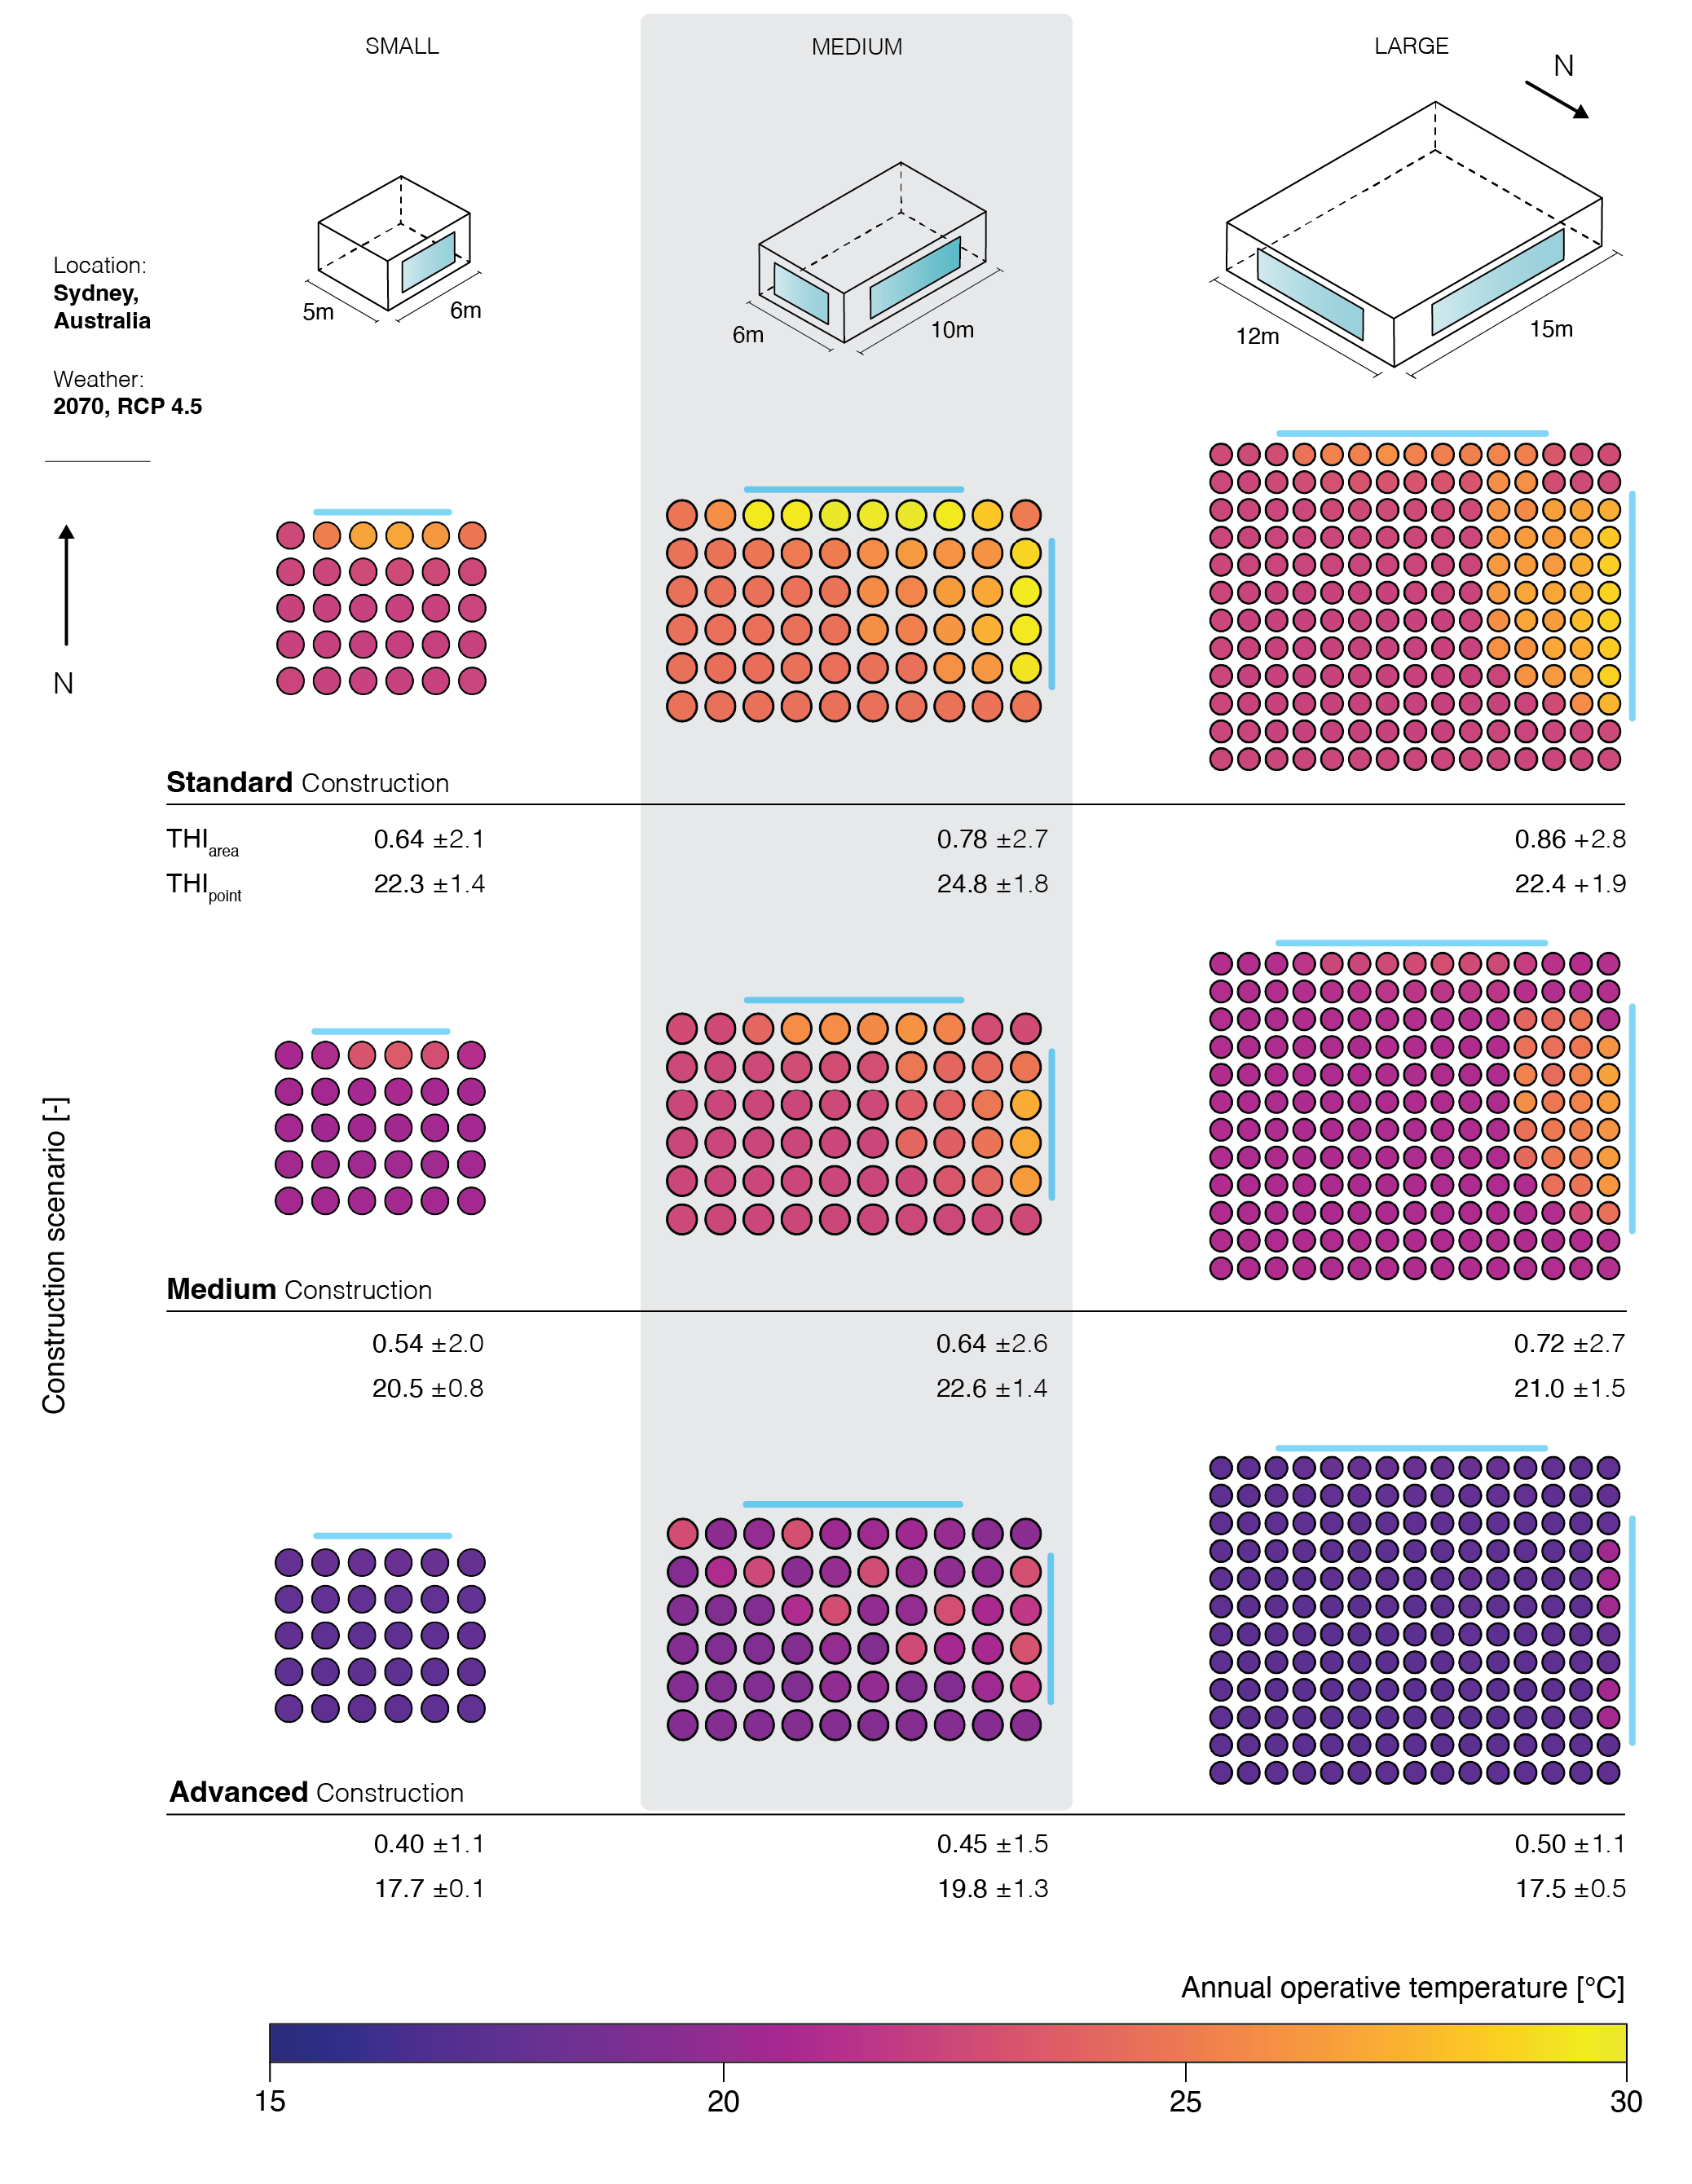 SMALL
MEDIUM
LARGE
N
Location:
Sydney,
Australia
5m
6m
6m
10m
12m
15m
Weather:
2070, RCP 4.5
N
Standard Construction
THIarea
0.64 ±2.1
0.78 ±2.7
0.86 +2.8
THIpoint
22.3 ±1.4
24.8 ±1.8
22.4 +1.9
Construction scenario [-]
Medium Construction
0.54 ±2.0
0.64 ±2.6
0.72 ±2.7
20.5 ±0.8
22.6 ±1.4
21.0 ±1.5
Advanced Construction
0.40 ±1.1
0.45 ±1.5
0.50 ±1.1
17.7 ±0.1
19.8 ±1.3
17.5 ±0.5
Annual operative temperature [°C]
15
20
25
30